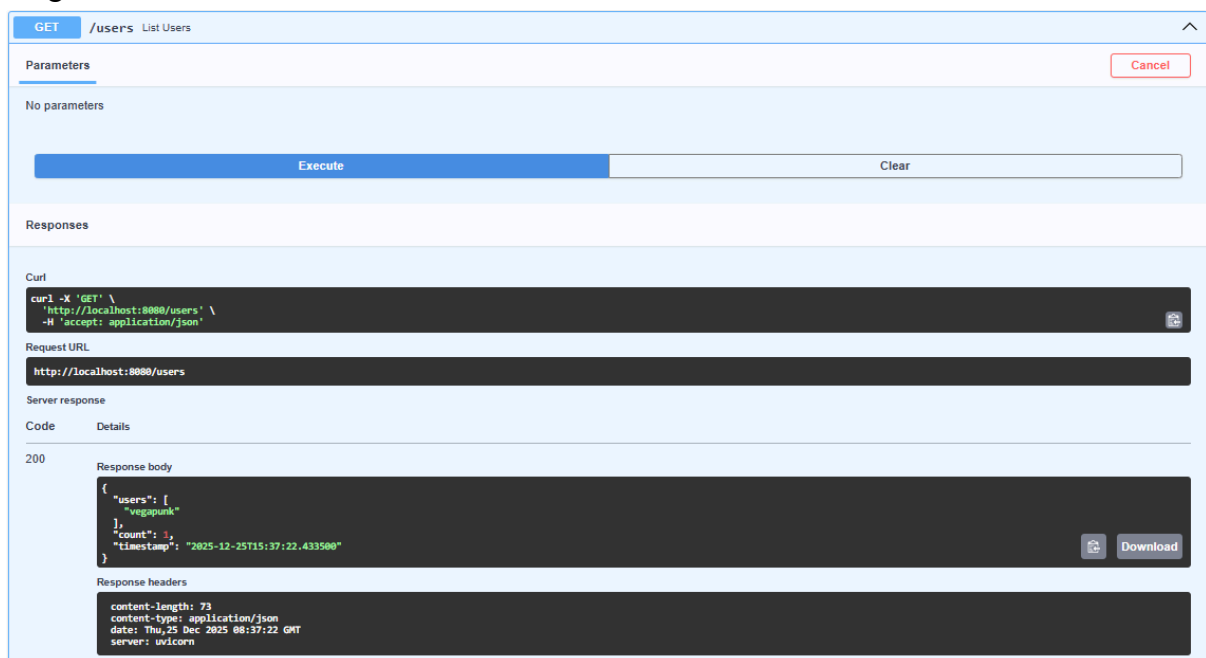 GET /users List Users
Parameters
Cancel
No parameters
Execute
Clear
Responses
Curl
curl -X 'GET' \
'http://localhost:8080/users' \
-H 'accept: application/json'
Request URL
http://localhost:8080/users
Server response
Code Details
200
Response body
{
"users": [
"vegapunk"
],
"count": 1,
"timestamp": "2025-12-25T15:37:22.433500"
}
Download
Response headers
content-length: 73
content-type: application/json
date: Thu,25 Dec 2025 08:37:22 GMT
server: uvicorn